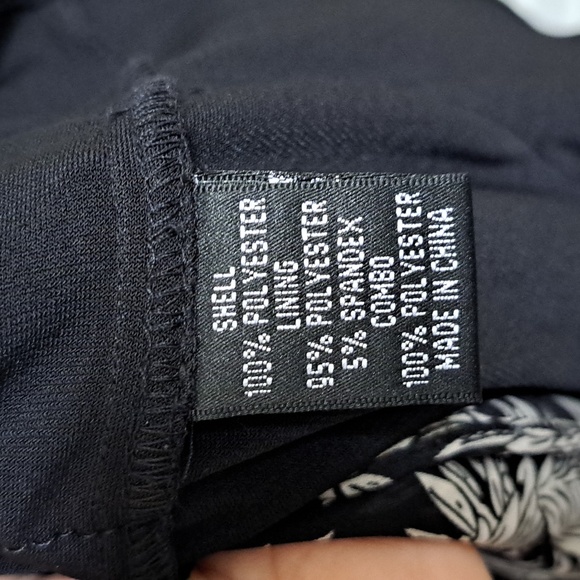 SHELL
100% POLYESTER
LINING
95% POLYESTER
5% SPANDEX
COMBO
100% POLYESTER
MADE IN CHINA